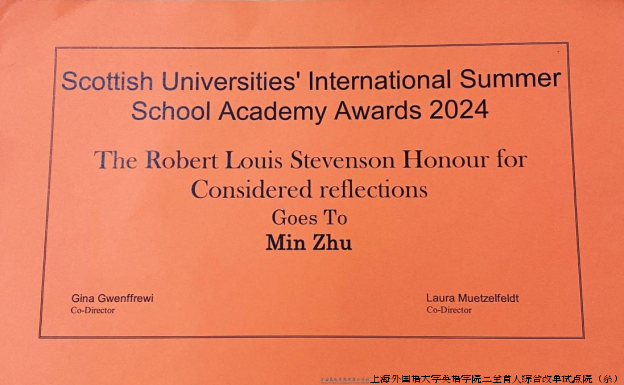 Scottish Universities' International Summer
School Academy Awards 2024
The Robert Louis Stevenson Honour for
Considered reflections
Goes To
Min Zhu
Gina Gwenffrewi
Co-Director
Laura Muetzelfeldt
Co-Director
上海外国语大学英语学院三全育人综合改革试点院（系）